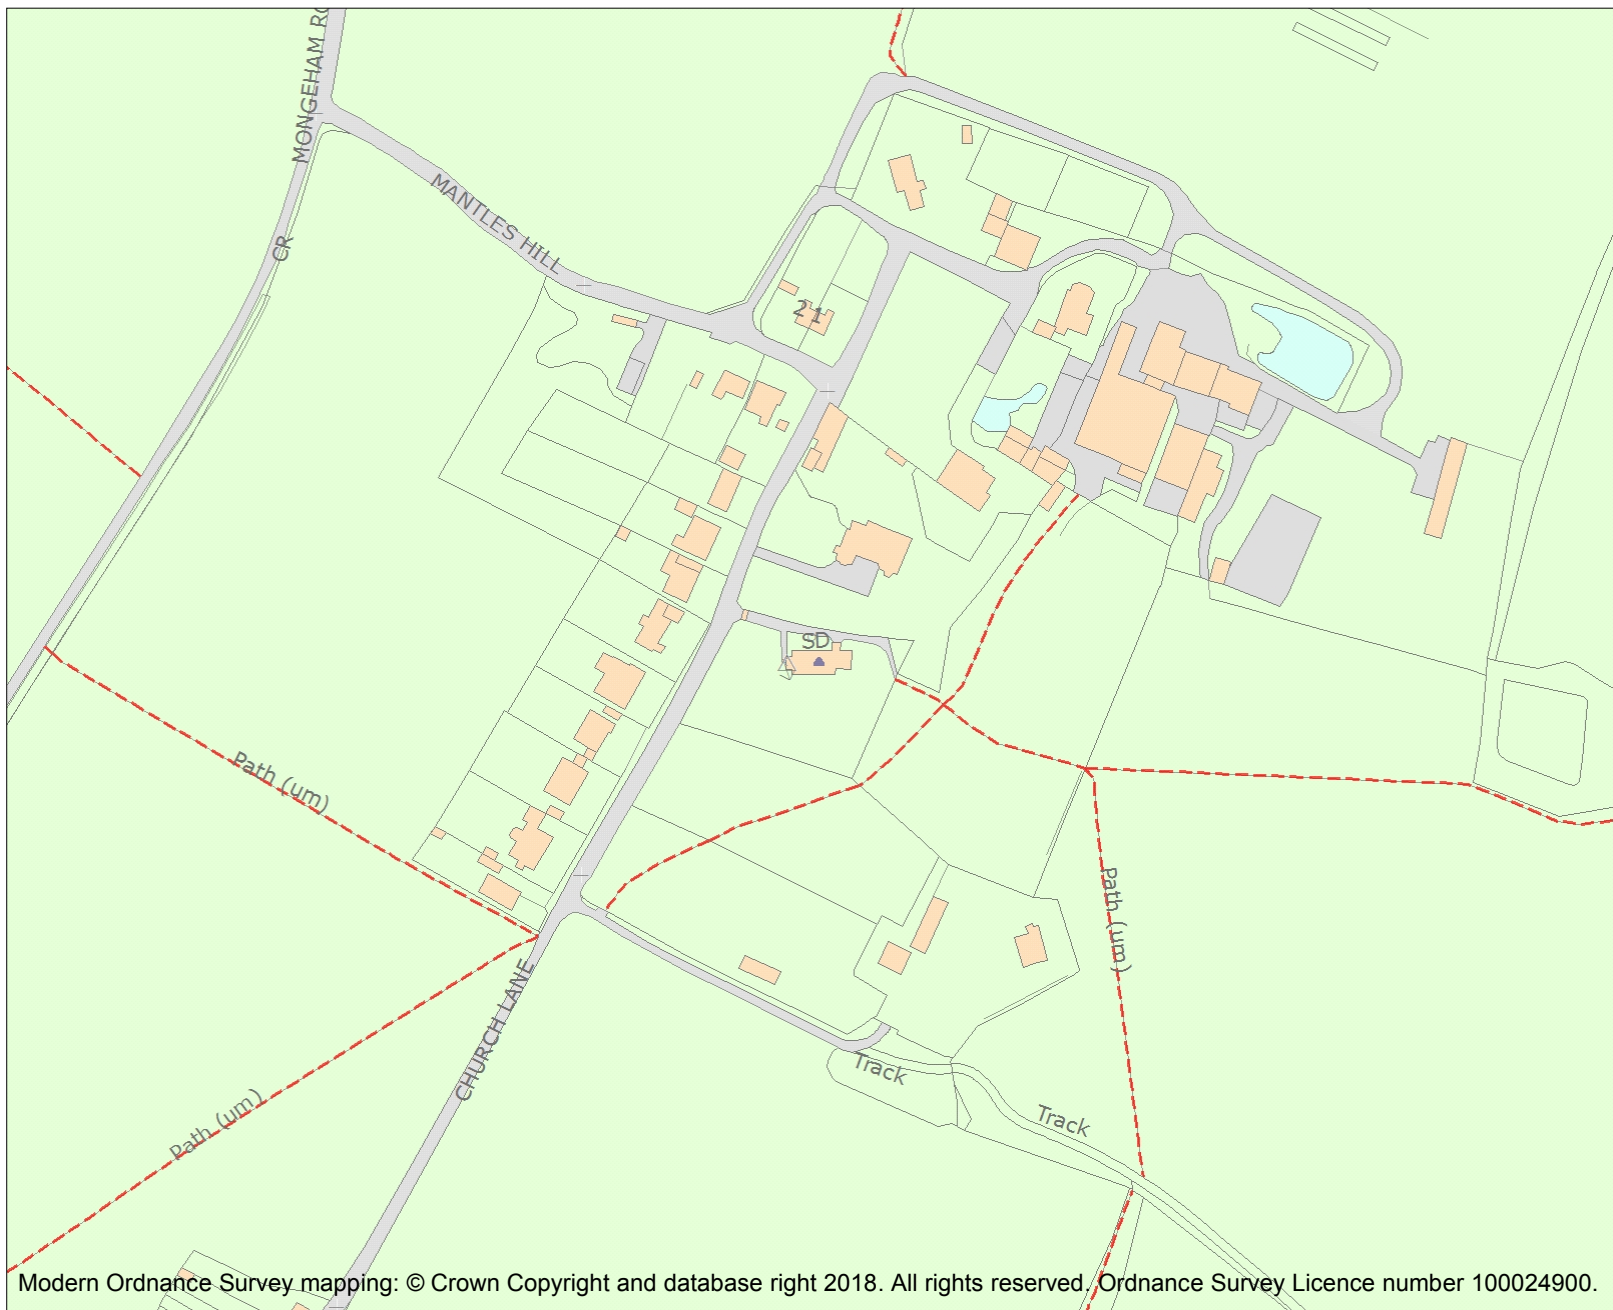 MONGEHAM RO
MANTLES HILL
CR
21
SD
Path (um)
Path (um)
CHURCH LANE
Track
Track
Path (um)
Modern Ordnance Survey mapping: © Crown Copyright and database right 2018. All rights reserved. Ordnance Survey Licence number 100024900.